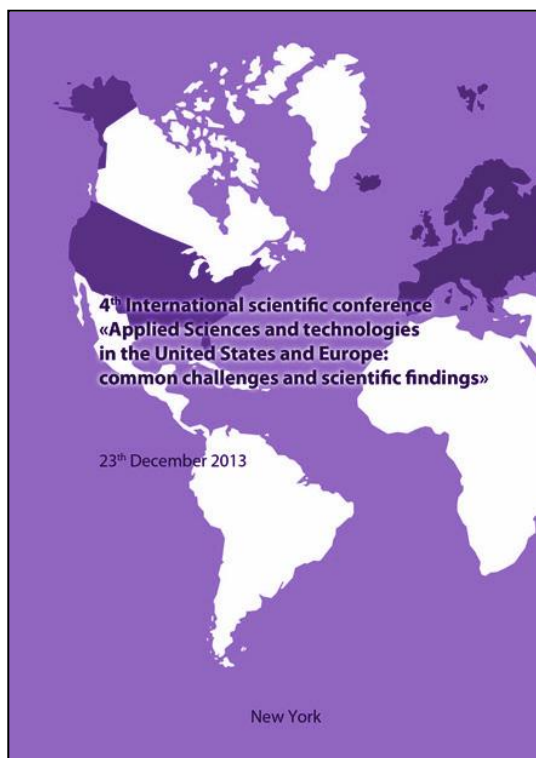 4th International scientific conference
«Applied Sciences and technologies
in the United States and Europe:
common challenges and scientific findings»
23th December 2013
New York